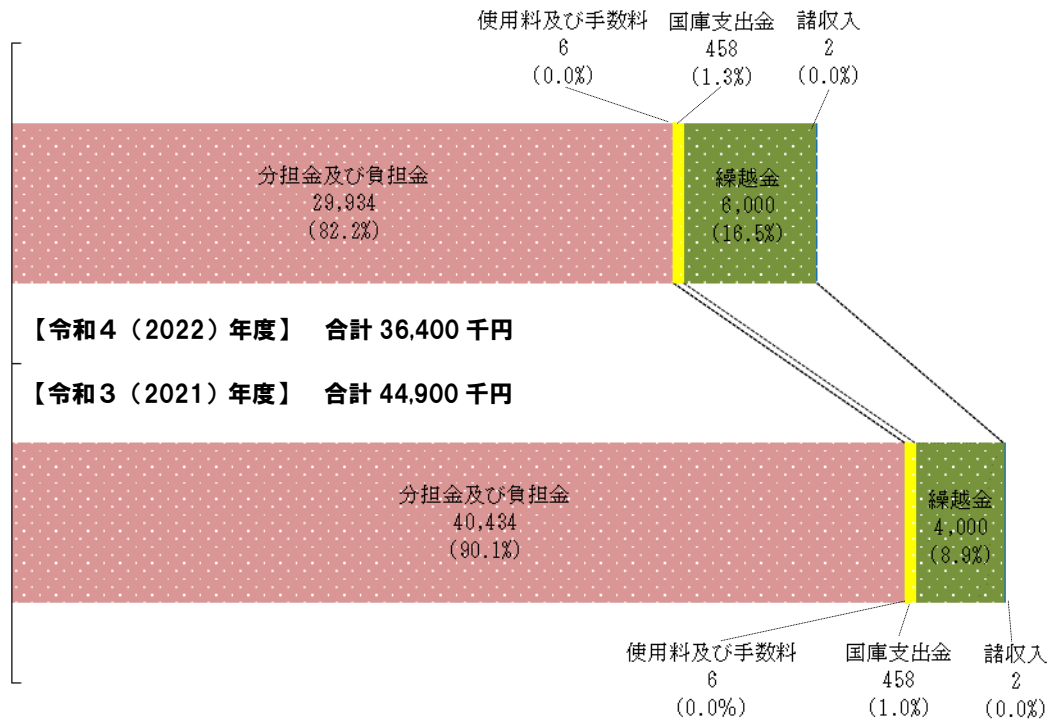 使用料及び手数料
6
(0.0%)
国庫支出金
458
(1.3%)
諸収入
2
(0.0%)
分担金及び負担金
29,934
(82.2%)
繰越金
6,000
(16.5%)
【令和４（2022）年度】　合計 36,400 千円
【令和３（2021）年度】　合計 44,900 千円
分担金及び負担金
40,434
(90.1%)
繰越金
4,000
(8.9%)
使用料及び手数料
6
(0.0%)
国庫支出金
458
(1.0%)
諸収入
2
(0.0%)